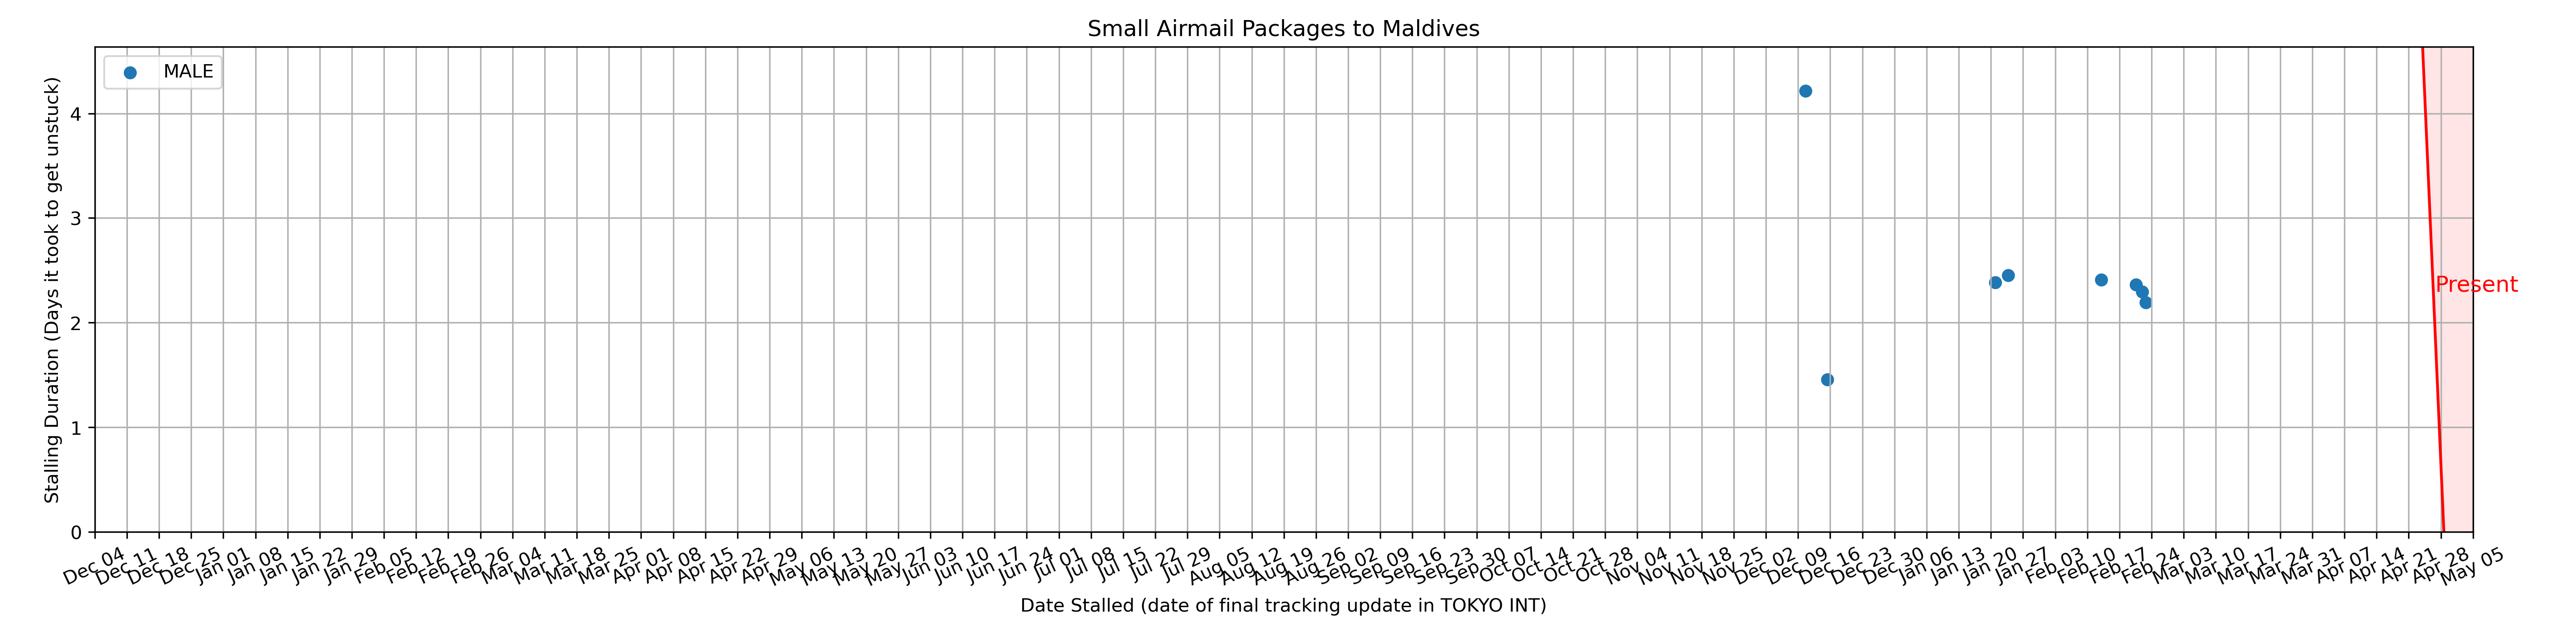 Small Airmail Packages to Maldives
MALE
Stalling Duration (Days it took to get unstuck)
4
3
2
1
0
Present
Dec 04 Dec 11 Dec 18 Dec 25 Jan 01 Jan 08 Jan 15 Jan 22 Jan 29 Feb 05 Feb 12 Feb 19 Feb 26 Mar 04 Mar 11 Mar 18 Mar 25 Apr 01 Apr 08 Apr 15 Apr 22 Apr 29 May 06 May 13 May 20 May 27 Jun 03 Jun 10 Jun 17 Jun 24 Jul 01 Jul 08 Jul 15 Jul 22 Jul 29 Aug 05 Aug 12 Aug 19 Aug 26 Sep 02 Sep 09 Sep 16 Sep 23 Sep 30 Oct 07 Oct 14 Oct 21 Oct 28 Nov 04 Nov 11 Nov 18 Nov 25 Dec 02 Dec 09 Dec 16 Dec 23 Dec 30 Jan 06 Jan 13 Jan 20 Jan 27 Feb 03 Feb 10 Feb 17 Feb 24 Mar 03 Mar 10 Mar 17 Mar 24 Mar 31 Apr 07 Apr 14 Apr 21 Apr 28 May 05
Date Stalled (date of final tracking update in TOKYO INT)